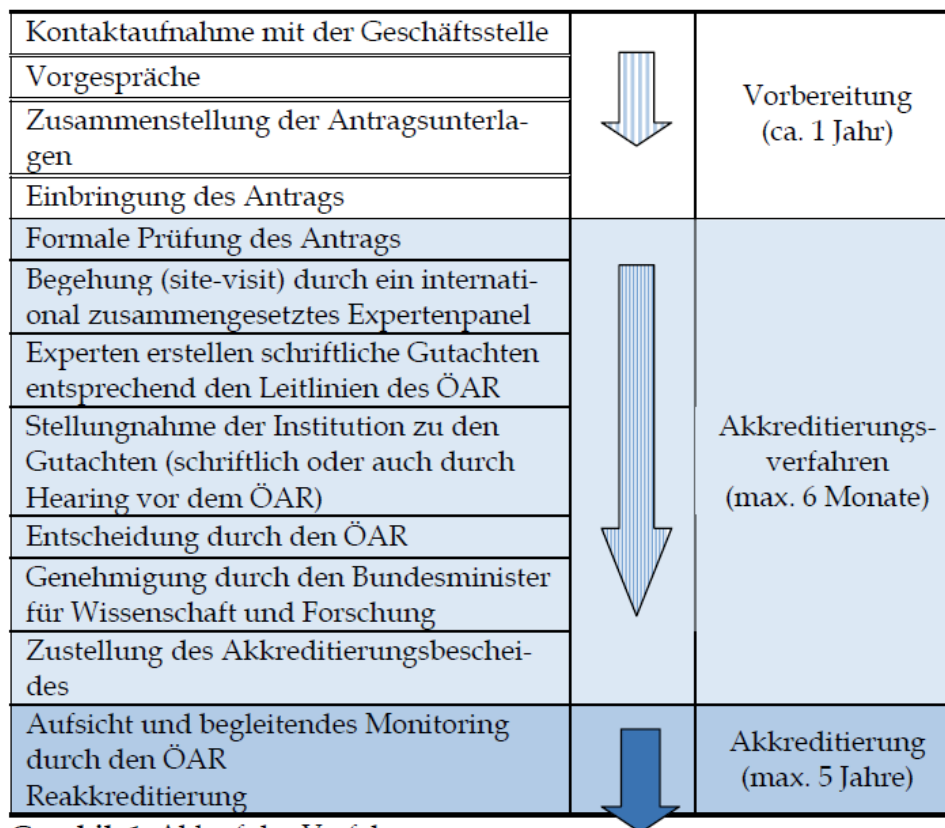 Kontaktaufnahme mit der Geschäftsstelle
Vorgespräche
Zusammenstellung der Antragsunterla-
gen
Einbringung des Antrags
Vorbereitung
(ca. 1 Jahr)
Formale Prüfung des Antrags
Begehung (site-visit) durch ein internati-
onal zusammengesetztes Expertenpanel
Experten erstellen schriftliche Gutachten
entsprechend den Leitlinien des ÖAR
Stellungnahme der Institution zu den
Gutachten (schriftlich oder auch durch
Hearing vor dem ÖAR)
Entscheidung durch den ÖAR
Genehmigung durch den Bundesminister
für Wissenschaft und Forschung
Zustellung des Akkreditierungsbeschei-
des
Akkreditierungs-
verfahren
(max. 6 Monate)
Aufsicht und begleitendes Monitoring
durch den ÖAR
Reakkreditierung
Akkreditierung
(max. 5 Jahre)